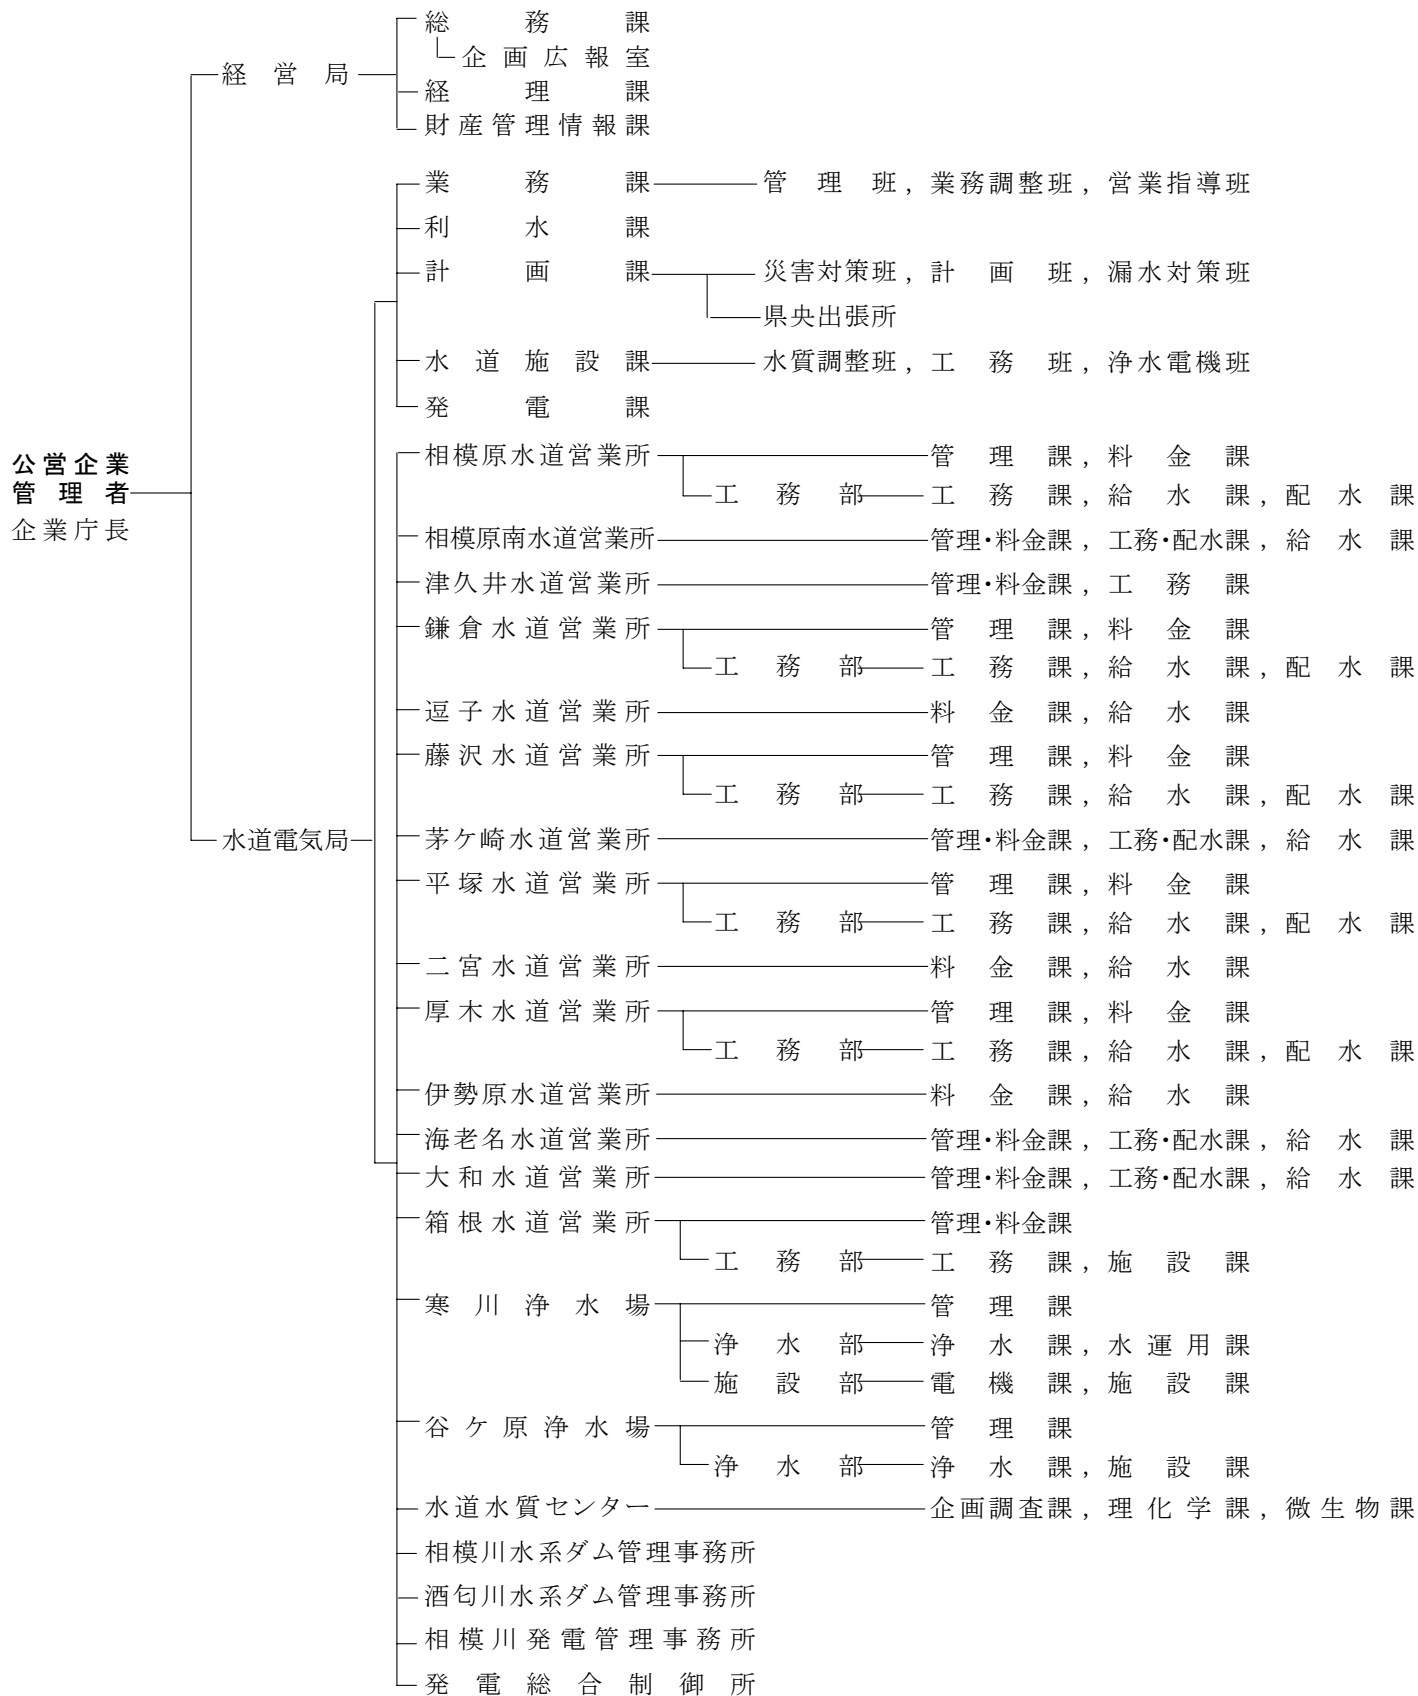 総務課
企画広報室
経営局
経理課
財産管理情報課
業務課 管理班，業務調整班，営業指導班
利水課
計画課 災害対策班，計画班，漏水対策班
県央出張所
水道施設課 水質調整班，工務班，浄水電機班
発電課
公営企業
管理者
企業庁長
相模原水道営業所 管理課，料金課
工務部 工務課，給水課，配水課
相模原南水道営業所 管理・料金課，工務・配水課，給水課
津久井水道営業所 管理・料金課，工務課
鎌倉水道営業所 管理課，料金課
工務部 工務課，給水課，配水課
逗子水道営業所 料金課，給水課
藤沢水道営業所 管理課，料金課
工務部 工務課，給水課，配水課
水道電気局
茅ケ崎水道営業所 管理・料金課，工務・配水課，給水課
平塚水道営業所 管理課，料金課
工務部 工務課，給水課，配水課
二宮水道営業所 料金課，給水課
厚木水道営業所 管理課，料金課
工務部 工務課，給水課，配水課
伊勢原水道営業所 料金課，給水課
海老名水道営業所 管理・料金課，工務・配水課，給水課
大和水道営業所 管理・料金課，工務・配水課，給水課
箱根水道営業所 管理・料金課
工務部 工務課，施設課
寒川浄水場 管理課
浄水部 浄水課，水運用課
施設部 電機課，施設課
谷ケ原浄水場 管理課
浄水部 浄水課，施設課
水道水質センター 企画調査課，理化学課，微生物課
相模川水系ダム管理事務所
酒匂川水系ダム管理事務所
相模川発電管理事務所
発電総合制御所